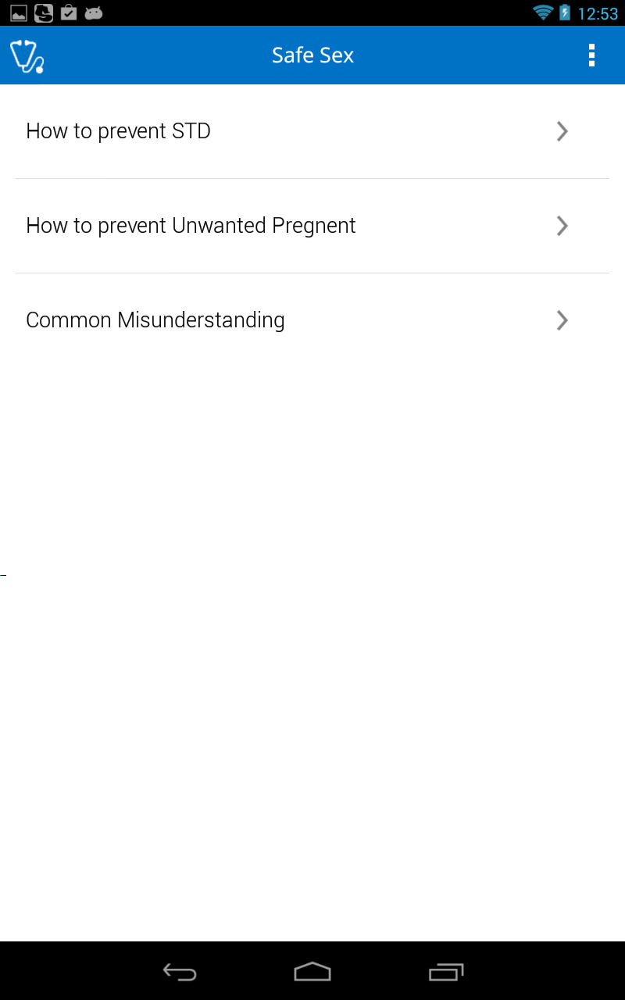 12:53
Safe Sex
How to prevent STD
How to prevent Unwanted Pregnent
Common Misunderstanding